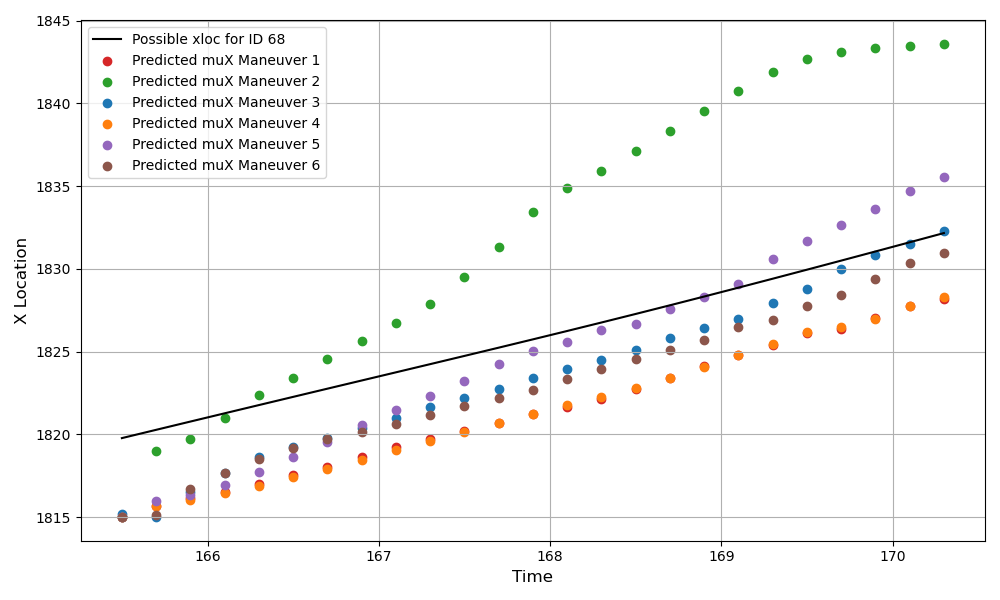 1845
1840
1835
1830
1825
1820
1815
X Location
Possible xloc for ID 68
Predicted muX Maneuver 1
Predicted muX Maneuver 2
Predicted muX Maneuver 3
Predicted muX Maneuver 4
Predicted muX Maneuver 5
Predicted muX Maneuver 6
166 167 168 169 170
Time